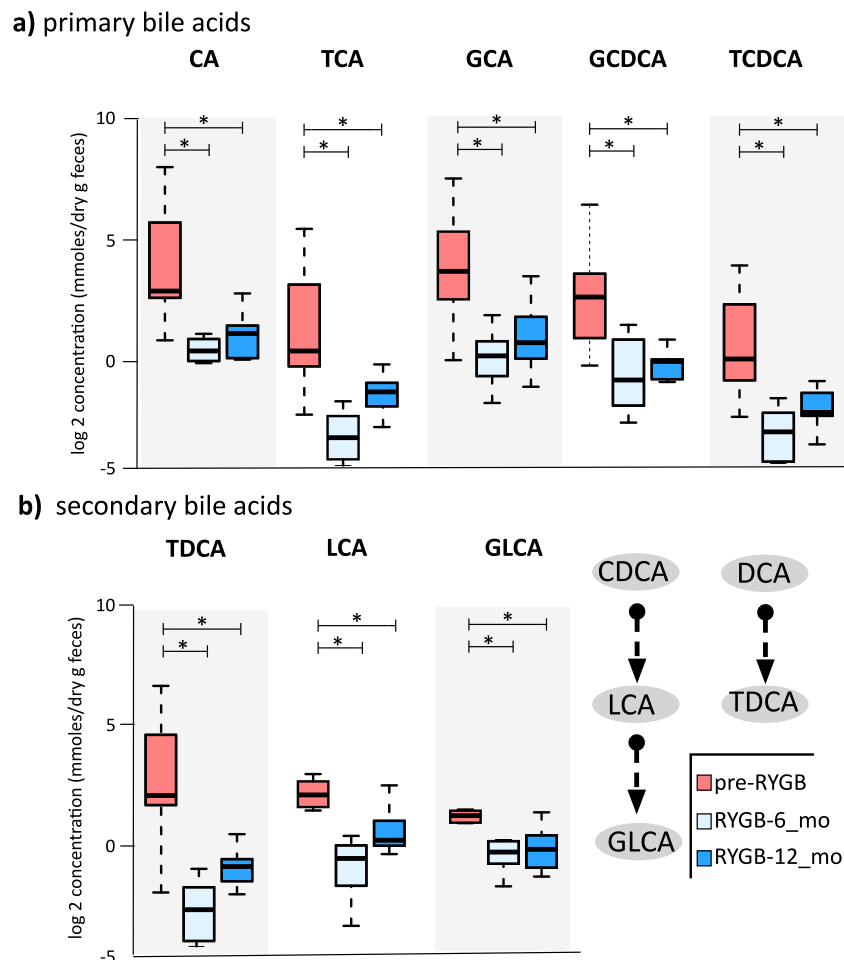 a) primary bile acids
CA TCA GCA GCDCA TCDCA
log 2 concentration (mmoles/dry g feces)
10
* * * * *
* * * * *
5
0
-5
b) secondary bile acids
TDCA LCA GLCA
log 2 concentration (mmoles/dry g feces)
10
* * *
* * *
5
0
-5
CDCA DCA
LCA TDCA
GLCA
pre-RYGB
RYGB-6_mo
RYGB-12_mo